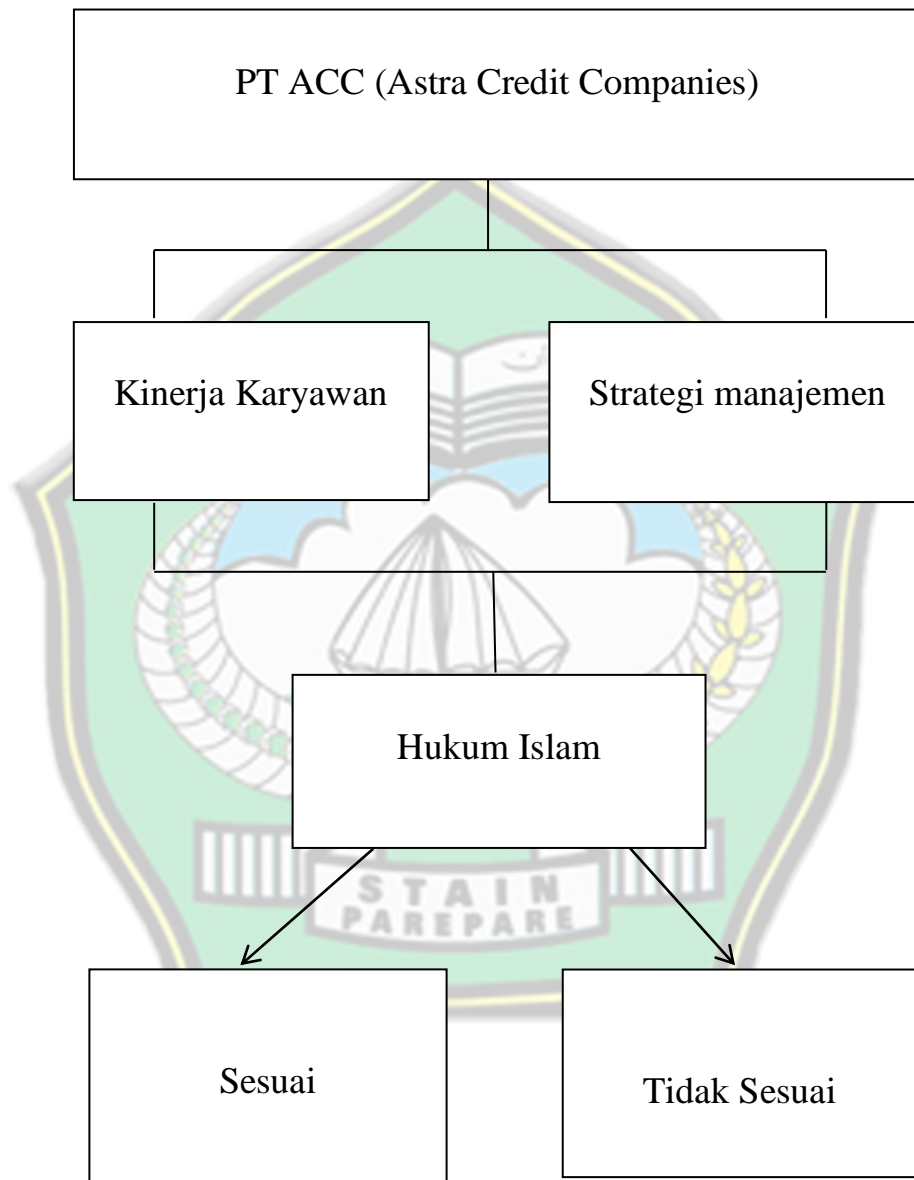 PT ACC (Astra Credit Companies)
Kinerja Karyawan
Strategi manajemen
Hukum Islam
STAIN
PAREPARE
Sesuai
Tidak Sesuai